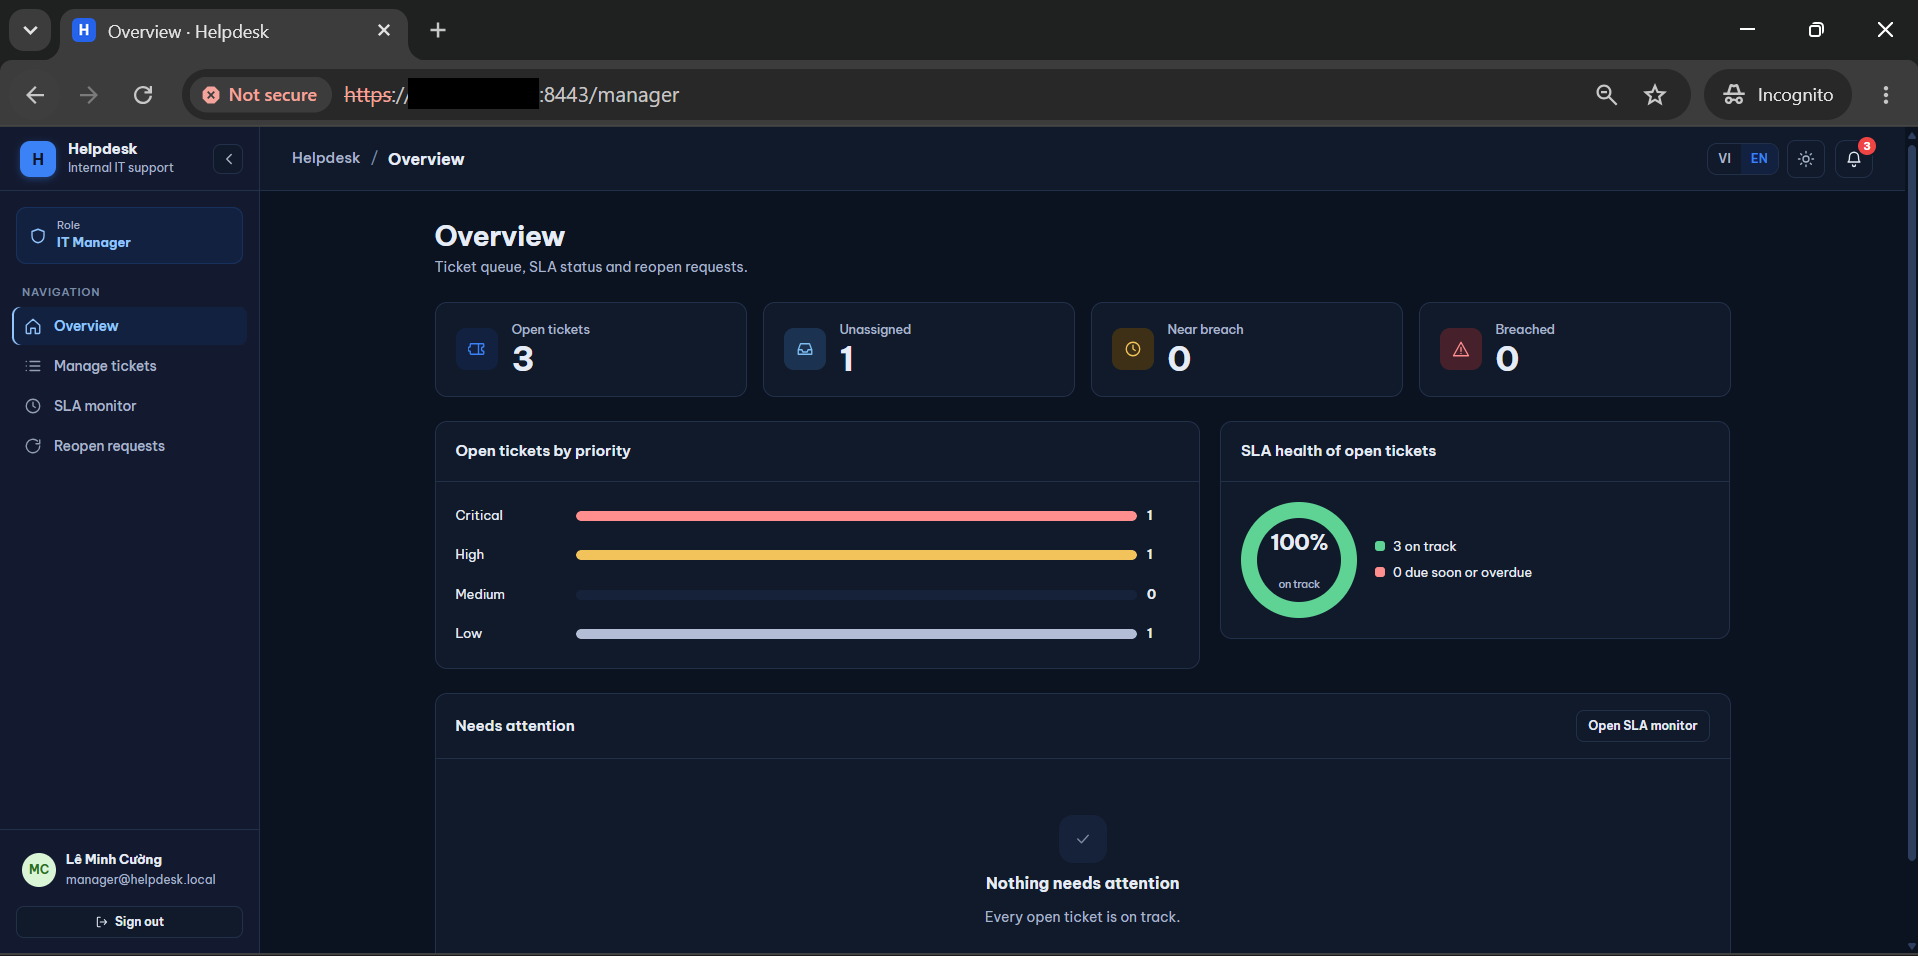 H Overview · Helpdesk
Not secure https:// :8443/manager Incognito
H Helpdesk
Internal IT support
Helpdesk / Overview
VI EN 3
Role
IT Manager
NAVIGATION
Overview
Manage tickets
SLA monitor
Reopen requests
Lê Minh Cường
MC manager@helpdesk.local
Sign out
Overview
Ticket queue, SLA status and reopen requests.
Open tickets
3
Unassigned
1
Near breach
0
Breached
0
Open tickets by priority
Critical 1
High 1
Medium 0
Low 1
SLA health of open tickets
100%
on track
3 on track
0 due soon or overdue
Needs attention
Open SLA monitor
Nothing needs attention
Every open ticket is on track.